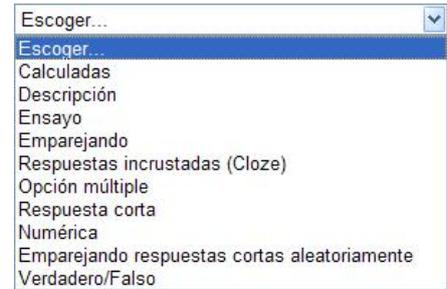 Escoger...
Escoger...
Calculadas
Descripción
Ensayo
Emparejando
Respuestas incrustadas (Cloze)
Opción múltiple
Respuesta corta
Numérica
Emparejando respuestas cortas aleatoriamente
Verdadero/Falso